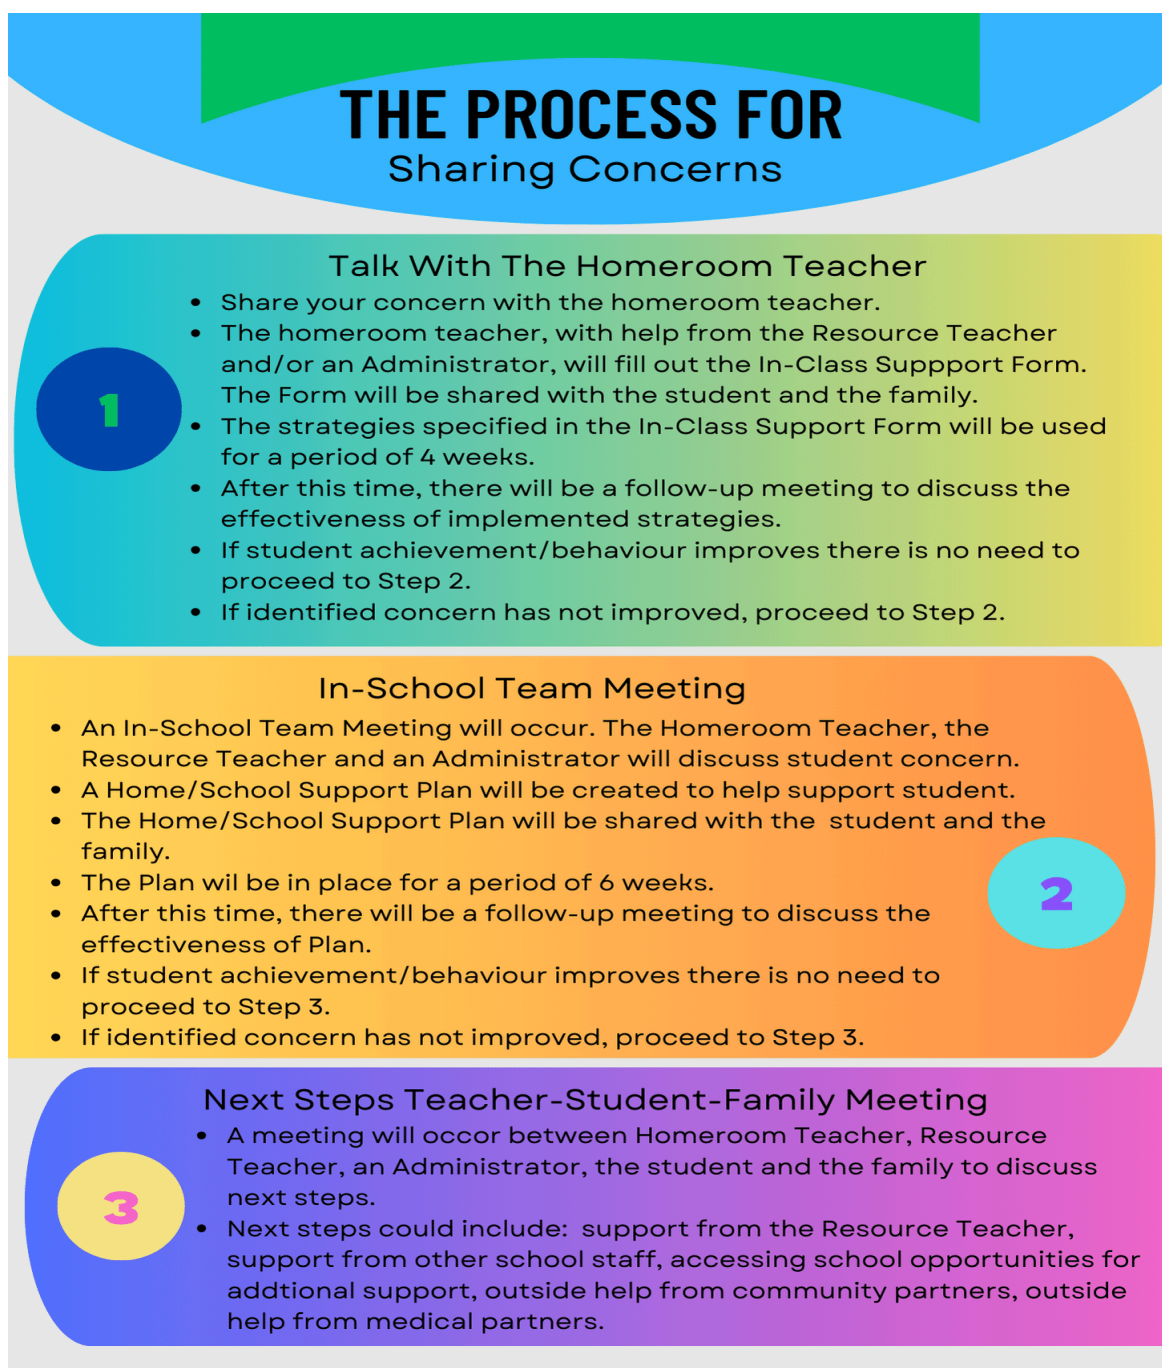 THE PROCESS FOR
Sharing Concerns
Talk With The Homeroom Teacher
• Share your concern with the homeroom teacher.
• The homeroom teacher, with help from the Resource Teacher
and/or an Administrator, will fill out the In-Class Suppport Form.
The Form will be shared with the student and the family.
1
• The strategies specified in the In-Class Support Form will be used
for a period of 4 weeks.
• After this time, there will be a follow-up meeting to discuss the
effectiveness of implemented strategies.
• If student achievement/behaviour improves there is no need to
proceed to Step 2.
• If identified concern has not improved, proceed to Step 2.
In-School Team Meeting
• An In-School Team Meeting will occur. The Homeroom Teacher, the
Resource Teacher and an Administrator will discuss student concern.
• A Home/School Support Plan will be created to help support student.
• The Home/School Support Plan will be shared with the  student and the
family.
• The Plan wil be in place for a period of 6 weeks.
2
• After this time, there will be a follow-up meeting to discuss the
effectiveness of Plan.
• If student achievement/behaviour improves there is no need to
proceed to Step 3.
• If identified concern has not improved, proceed to Step 3.
Next Steps Teacher-Student-Family Meeting
• A meeting will occor between Homeroom Teacher, Resource
Teacher, an Administrator, the student and the family to discuss
next steps.
3
• Next steps could include:  support from the Resource Teacher,
support from other school staff, accessing school opportunities for
addtional support, outside help from community partners, outside
help from medical partners.